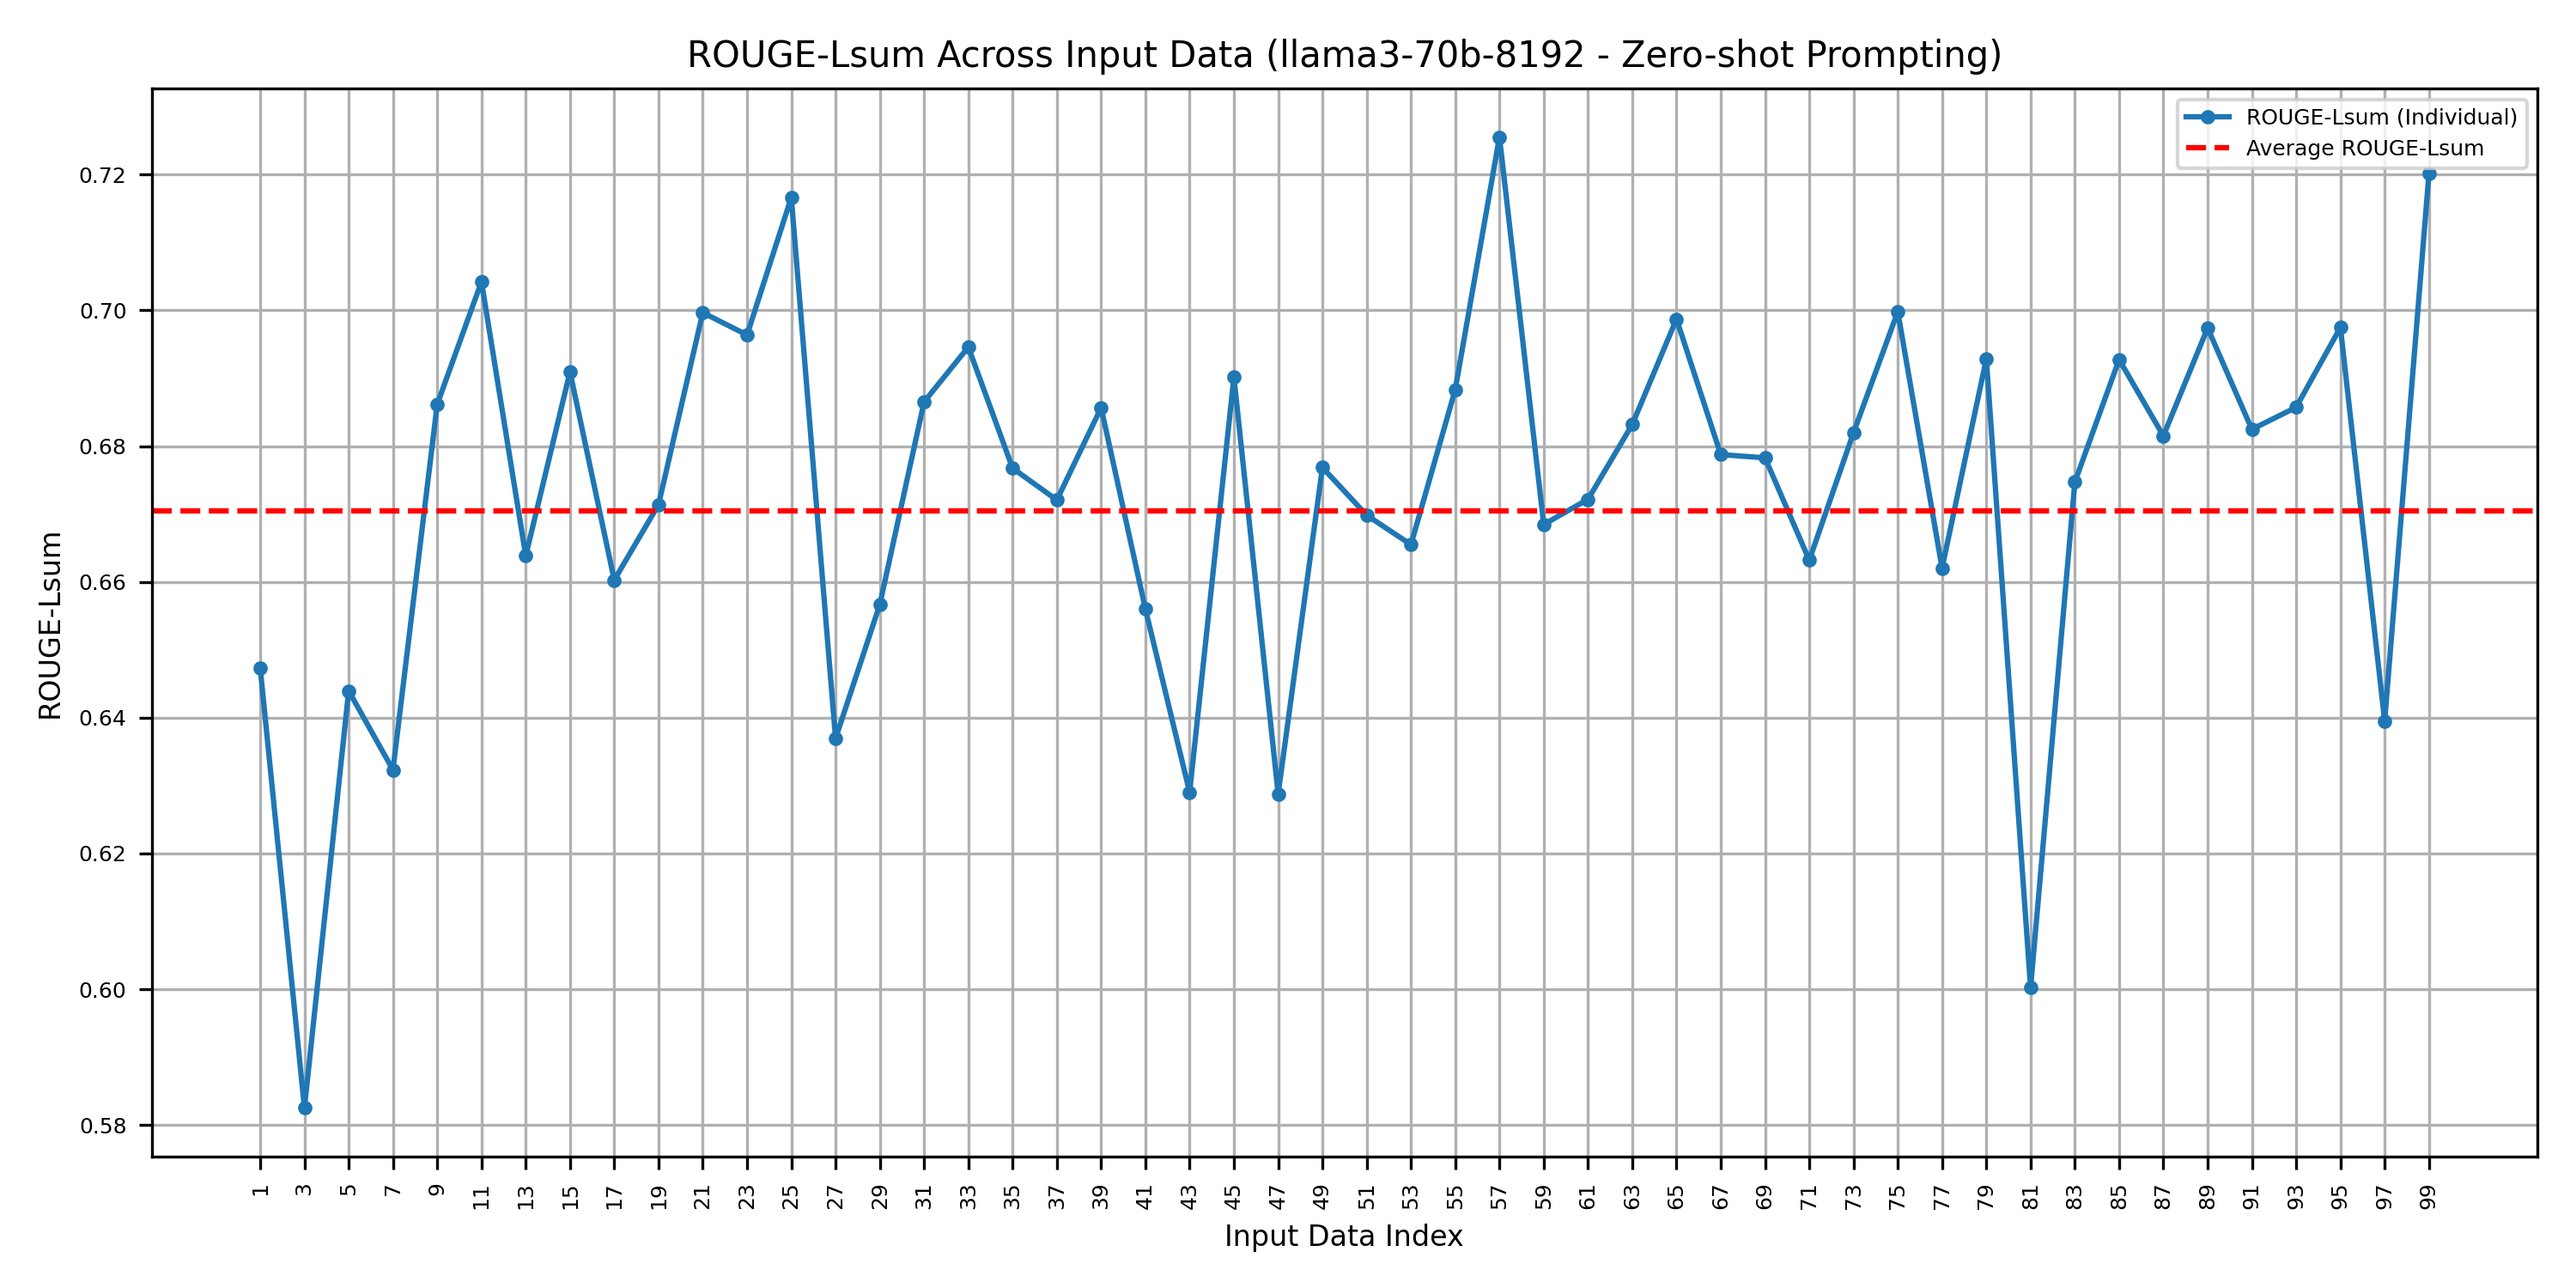 ROUGE-Lsum Across Input Data (llama3-70b-8192 - Zero-shot Prompting)
ROUGE-Lsum (Individual)
Average ROUGE-Lsum
ROUGE-Lsum
0.72
0.70
0.68
0.66
0.64
0.62
0.60
0.58
1 3 5 7 9 11 13 15 17 19 21 23 25 27 29 31 33 35 37 39 41 43 45 47 49 51 53 55 57 59 61 63 65 67 69 71 73 75 77 79 81 83 85 87 89 91 93 95 97 99
Input Data Index